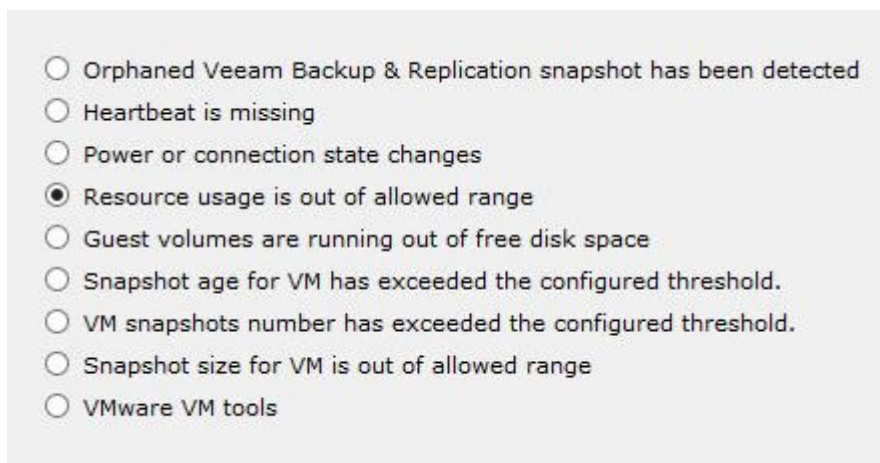 Orphaned Veeam Backup & Replication snapshot has been detected
Heartbeat is missing
Power or connection state changes
Resource usage is out of allowed range
Guest volumes are running out of free disk space
Snapshot age for VM has exceeded the configured threshold.
VM snapshots number has exceeded the configured threshold.
Snapshot size for VM is out of allowed range
VMware VM tools